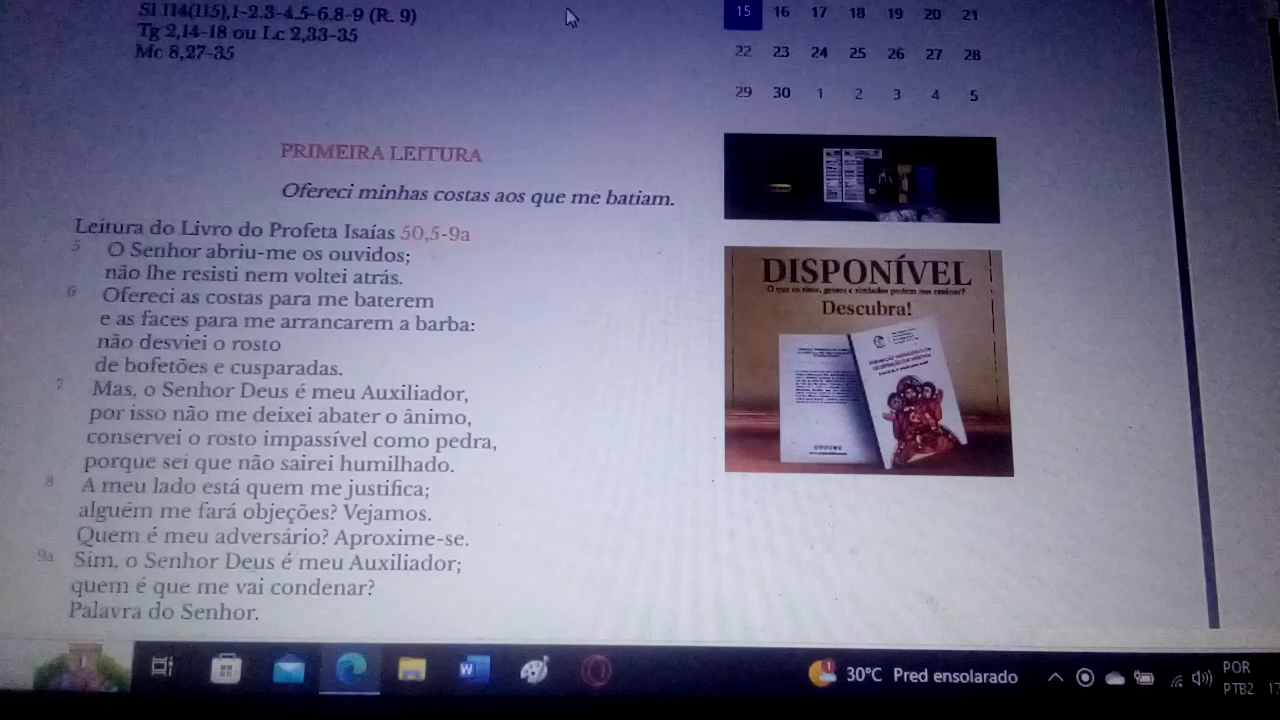 Sl 114(115),1-2.3-4.5-6.8-9 (R. 9)
Tg 2,14-18 ou Lc 2,33-35
Mc 8,27-35
15 16 17 18 19 20 21
22 23 24 25 26 27 28
29 30 1 2 3 4 5
PRIMEIRA LEITURA
Ofereci minhas costas aos que me batiam.
Leitura do Livro do Profeta Isaías 50,5-9a
5 O Senhor abriu-me os ouvidos;
não lhe resisti nem voltei atrás.
6 Ofereci as costas para me baterem
e as faces para me arrancarem a barba:
não desviei o rosto
de bofetões e cusparadas.
7 Mas, o Senhor Deus é meu Auxiliador,
por isso não me deixei abater o ânimo,
conservei o rosto impassível como pedra,
porque sei que não sairei humilhado.
8 A meu lado está quem me justifica;
alguém me fará objeções? Vejamos.
Quem é meu adversário? Aproxime-se.
9a Sim, o Senhor Deus é meu Auxiliador;
quem é que me vai condenar?
Palavra do Senhor.
DISPONÍVEL
O que os ritos, gestos e símbolos podem nos ensinar?
Descubra!
30°C Pred ensolarado
POR
PTB2